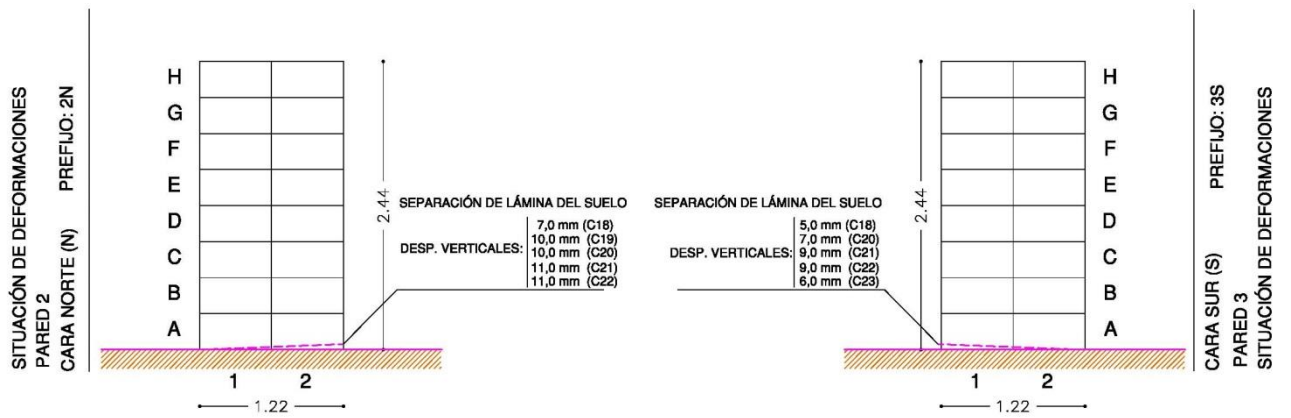 SITUACIÓN DE DEFORMACIONES
PARED 2
CARA NORTE (N) PREFIJO: 2N
H
G
F
E
D
C
B
A
1 2
1.22
2.44
SEPARACIÓN DE LÁMINA DEL SUELO
DESP. VERTICALES:
7,0 mm (C18)
10,0 mm (C19)
10,0 mm (C20)
11,0 mm (C21)
11,0 mm (C22)
SEPARACIÓN DE LÁMINA DEL SUELO
DESP. VERTICALES:
5,0 mm (C18)
7,0 mm (C20)
9,0 mm (C21)
9,0 mm (C22)
6,0 mm (C23)
2.44
H
G
F
E
D
C
B
A
1 2
1.22
CARA SUR (S) PREFIJO: 3S
PARED 3
SITUACIÓN DE DEFORMACIONES